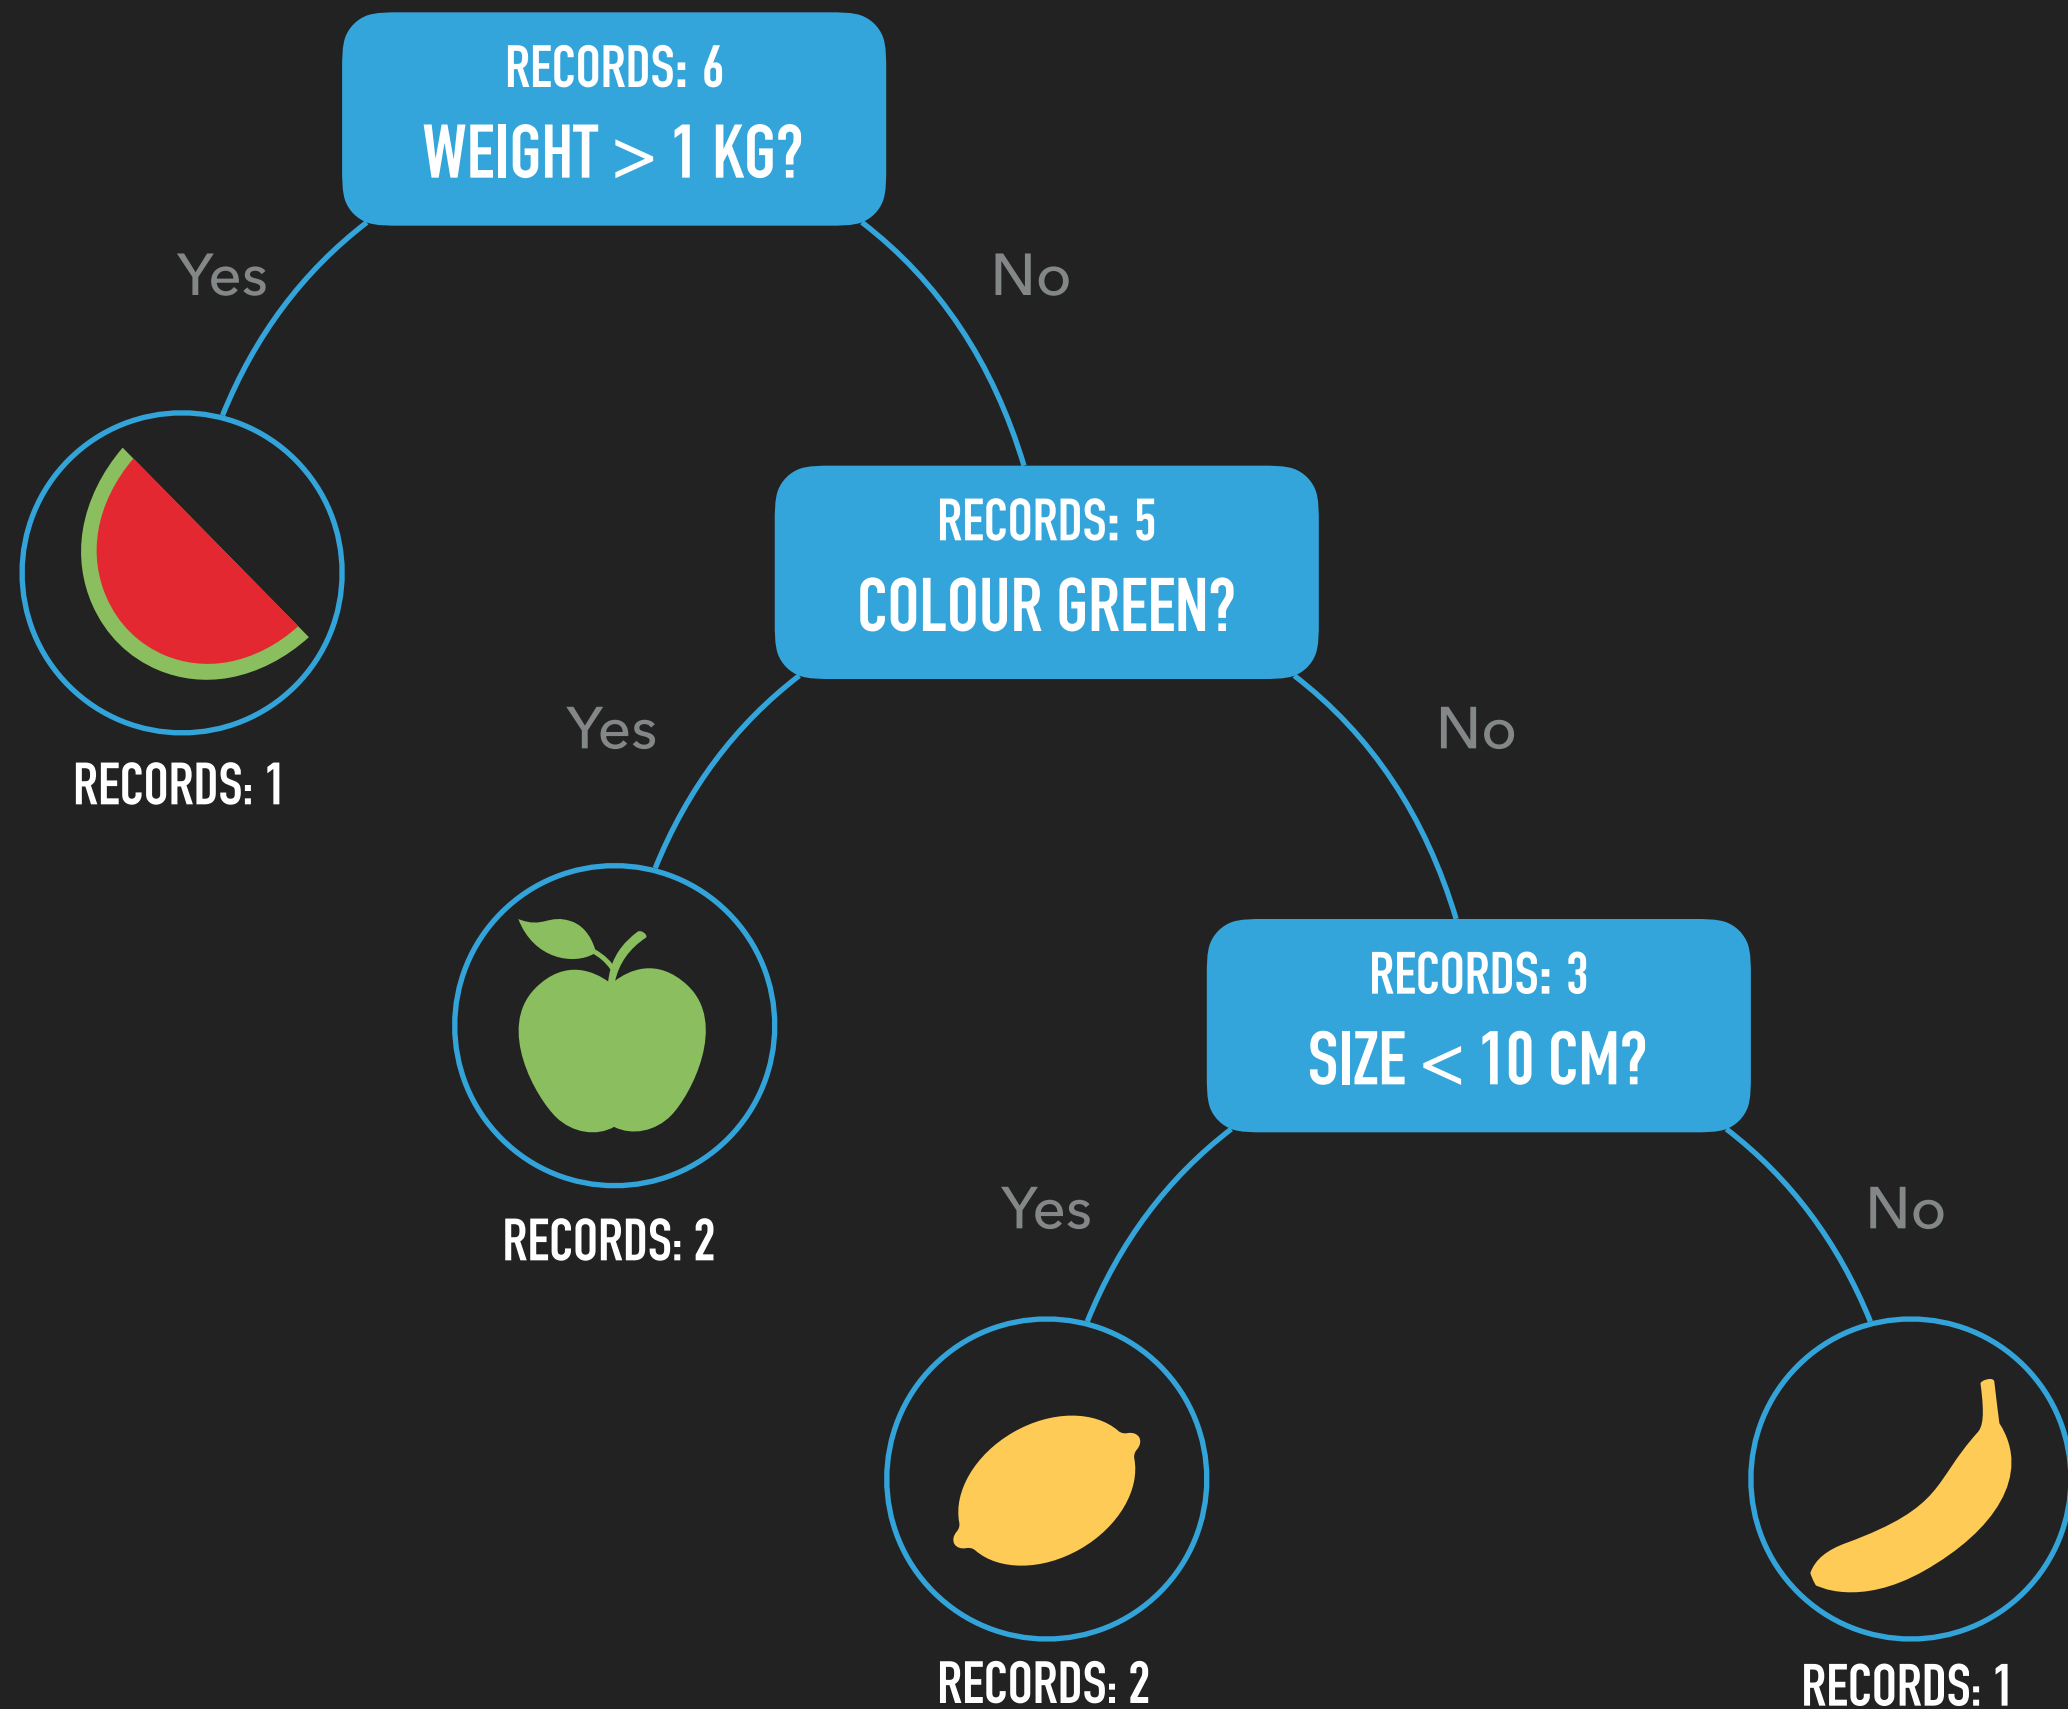 RECORDS: 6
WEIGHT > 1 KG?
Yes
No
RECORDS: 5
COLOUR GREEN?
Yes
No
RECORDS: 1
RECORDS: 3
SIZE < 10 CM?
Yes
No
RECORDS: 2
RECORDS: 2
RECORDS: 1